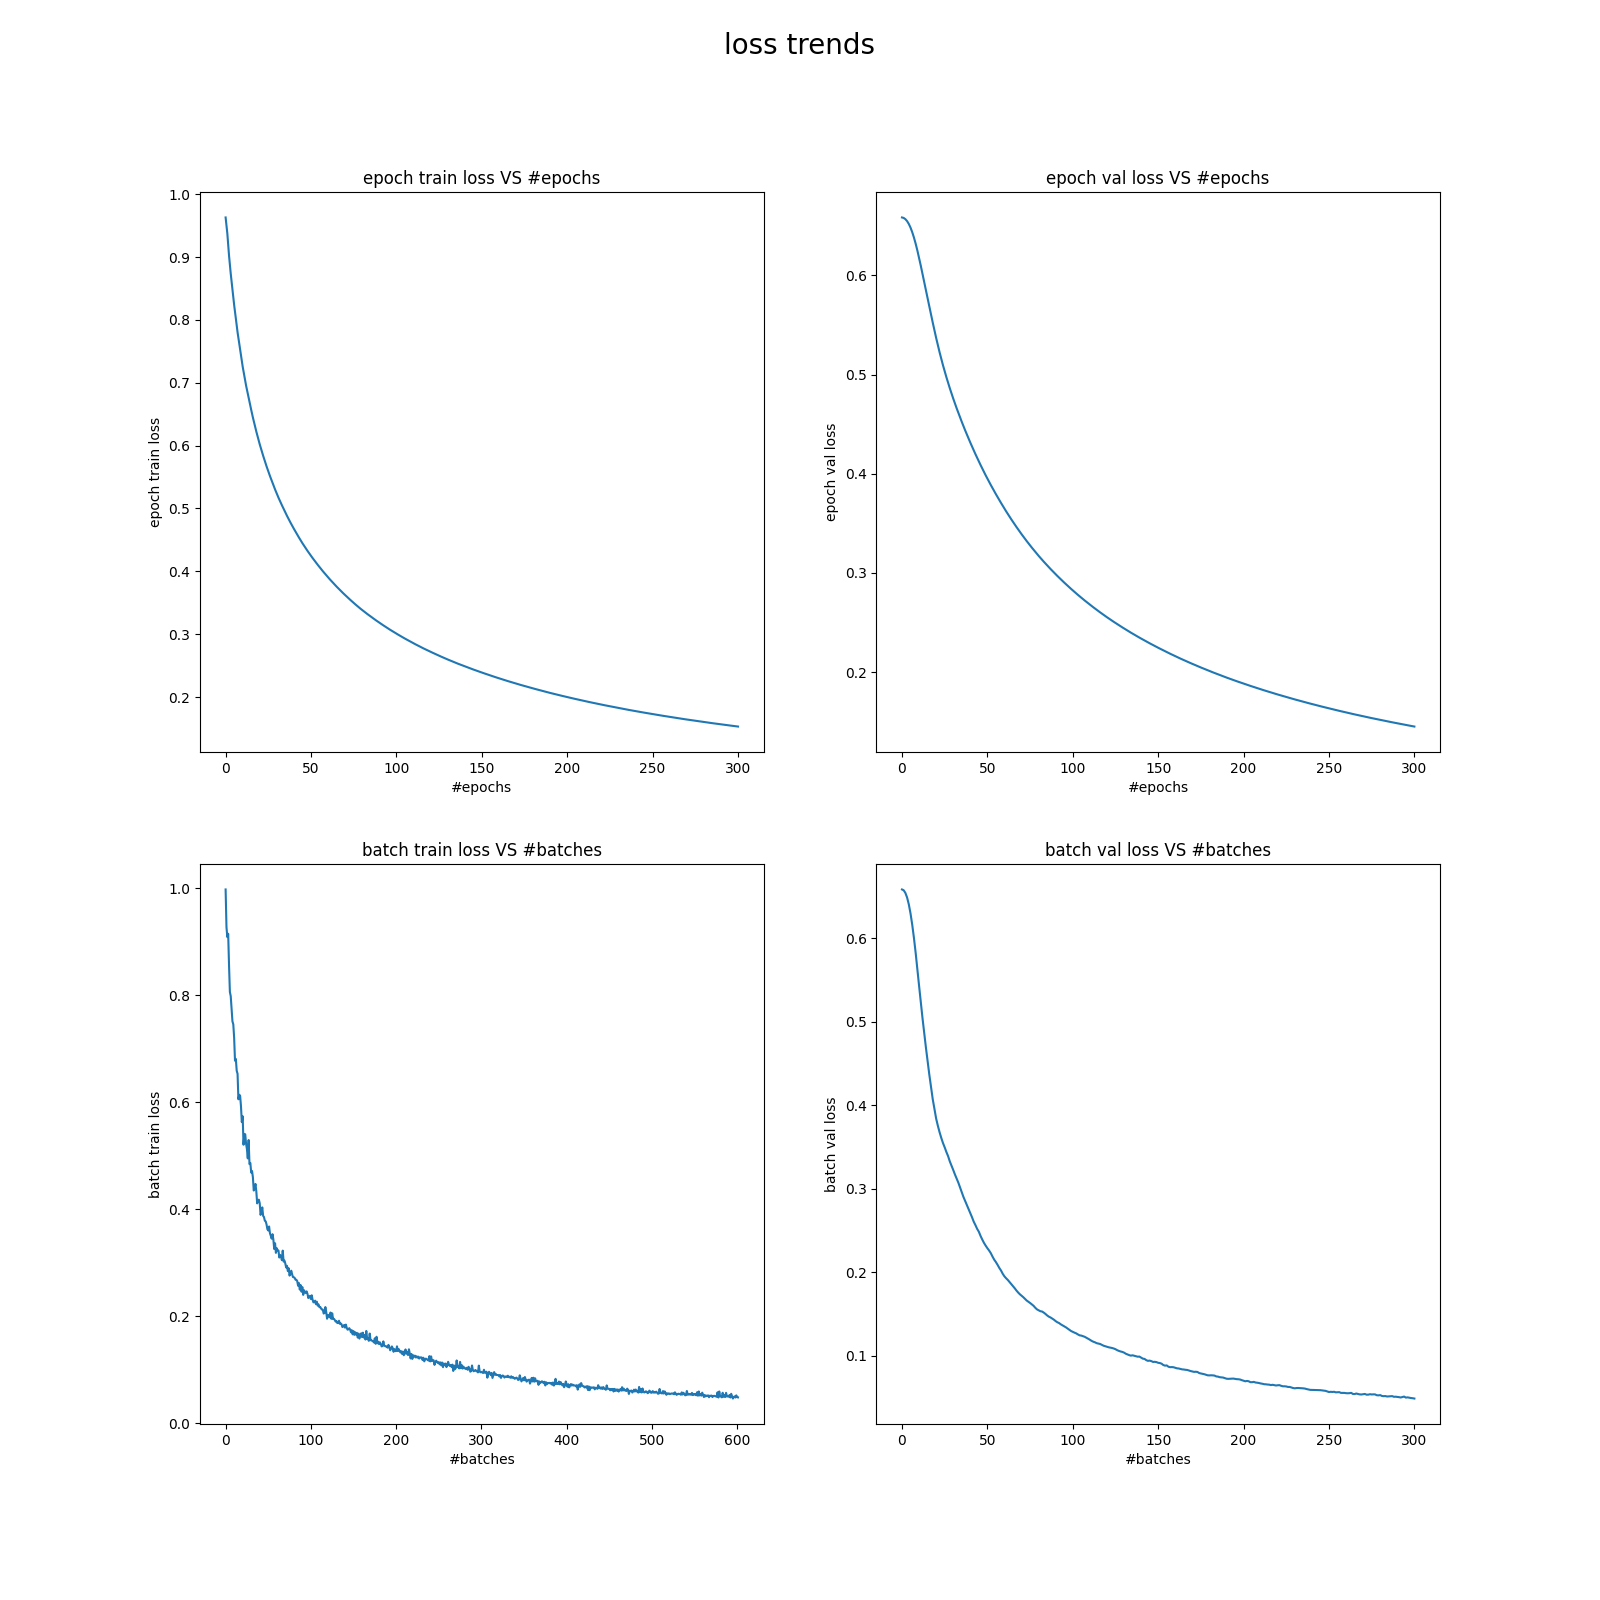 loss trends
epoch train loss VS #epochs
1.0
0.9
0.8
0.7
0.6
0.5
0.4
0.3
0.2
epoch train loss
0 50 100 150 200 250 300
#epochs
epoch val loss VS #epochs
0.6
0.5
0.4
0.3
0.2
epoch val loss
0 50 100 150 200 250 300
#epochs
batch train loss VS #batches
1.0
0.8
0.6
0.4
0.2
0.0
batch train loss
0 100 200 300 400 500 600
#batches
batch val loss VS #batches
0.6
0.5
0.4
0.3
0.2
0.1
batch val loss
0 50 100 150 200 250 300
#batches